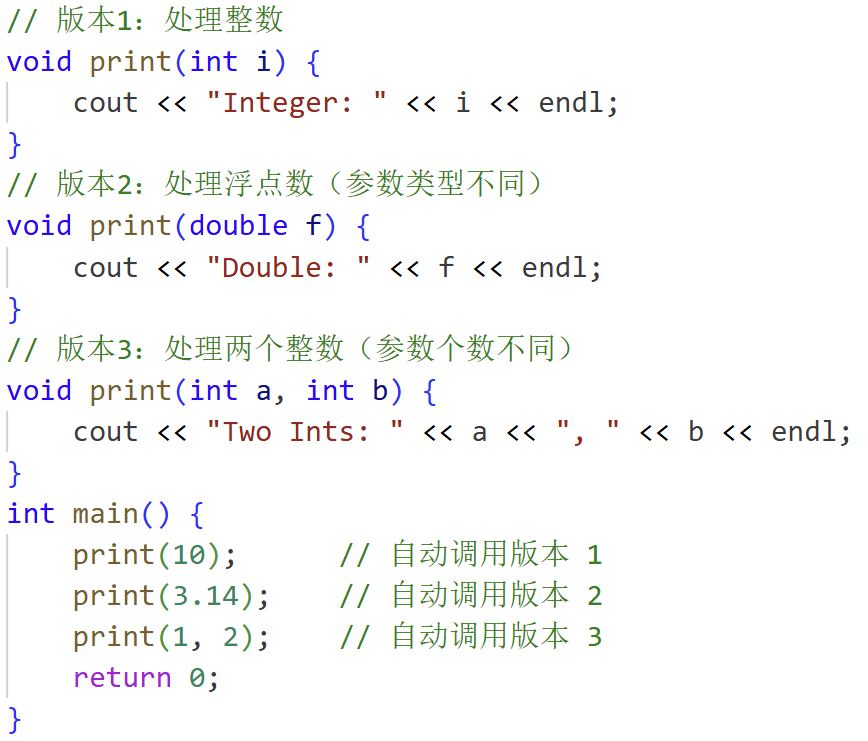 // 版本1：处理整数
void print(int i) {
    cout << "Integer: " << i << endl;
}
// 版本2：处理浮点数（参数类型不同）
void print(double f) {
    cout << "Double: " << f << endl;
}
// 版本3：处理两个整数（参数个数不同）
void print(int a, int b) {
    cout << "Two Ints: " << a << ", " << b << endl;
}
int main() {
    print(10);      // 自动调用版本 1
    print(3.14);    // 自动调用版本 2
    print(1, 2);    // 自动调用版本 3
    return 0;
}